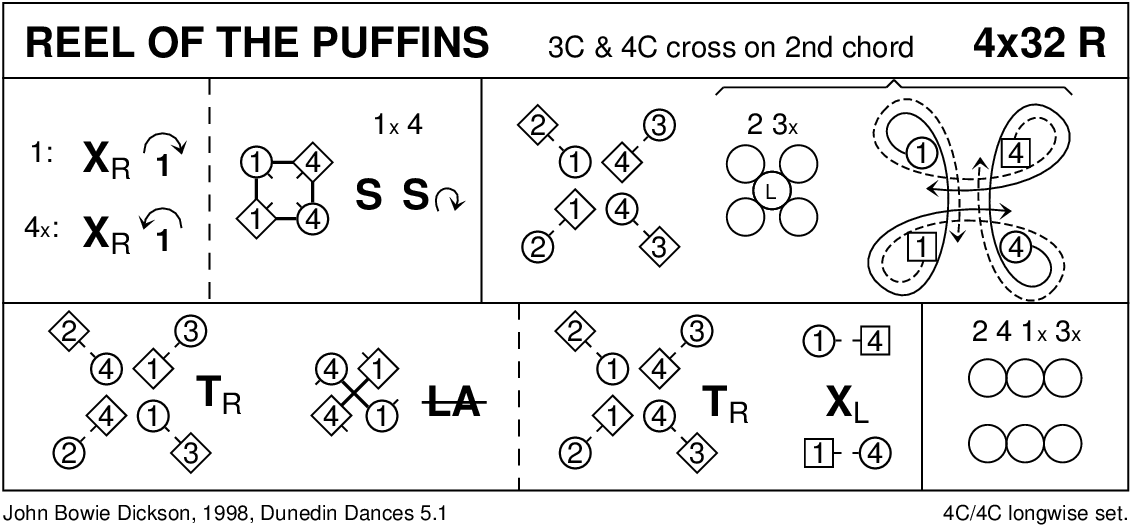 REEL OF THE PUFFINS 3C & 4C cross on 2nd chord 4x32 R
1: XR 1
4x: XR 1
1x 4
1 4
1 4
S S
2 3
1 4
1 4
2 3
2 3x
L
1 4
1 4
2 3
4 1
4 1
2 3
TR
4 1
4 1
LA
2 3
1 4
1 4
2 3
TR
1 4
XL
1 4
2 4 1x 3x
John Bowie Dickson, 1998, Dunedin Dances 5.1 4C/4C longwise set.